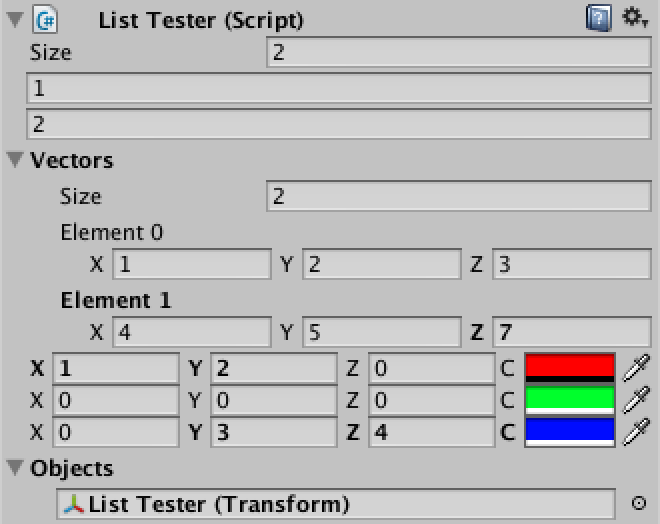 List Tester (Script)
Size 2
1
2
Vectors
Size 2
Element 0
X 1 Y 2 Z 3
Element 1
X 4 Y 5 Z 7
X 1 Y 2 Z 0 C
X 0 Y 0 Z 0 C
X 0 Y 3 Z 4 C
Objects
List Tester (Transform)